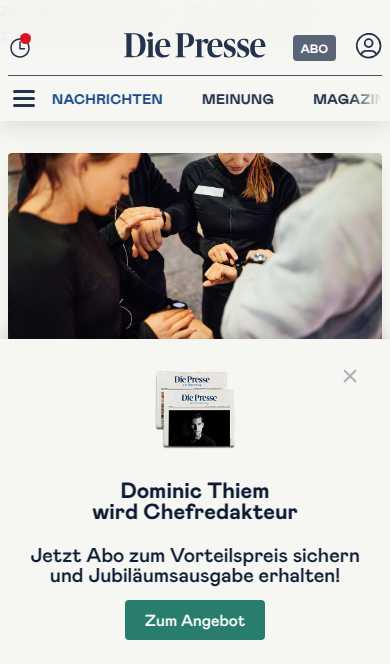 Die Presse
ABO
NACHRICHTEN MEINUNG MAGAZIN
Die Presse
Die Presse
Dominic Thiem
wird Chefredakteur
Jetzt Abo zum Vorteilspreis sichern
und Jubiläumsausgabe erhalten!
Zum Angebot